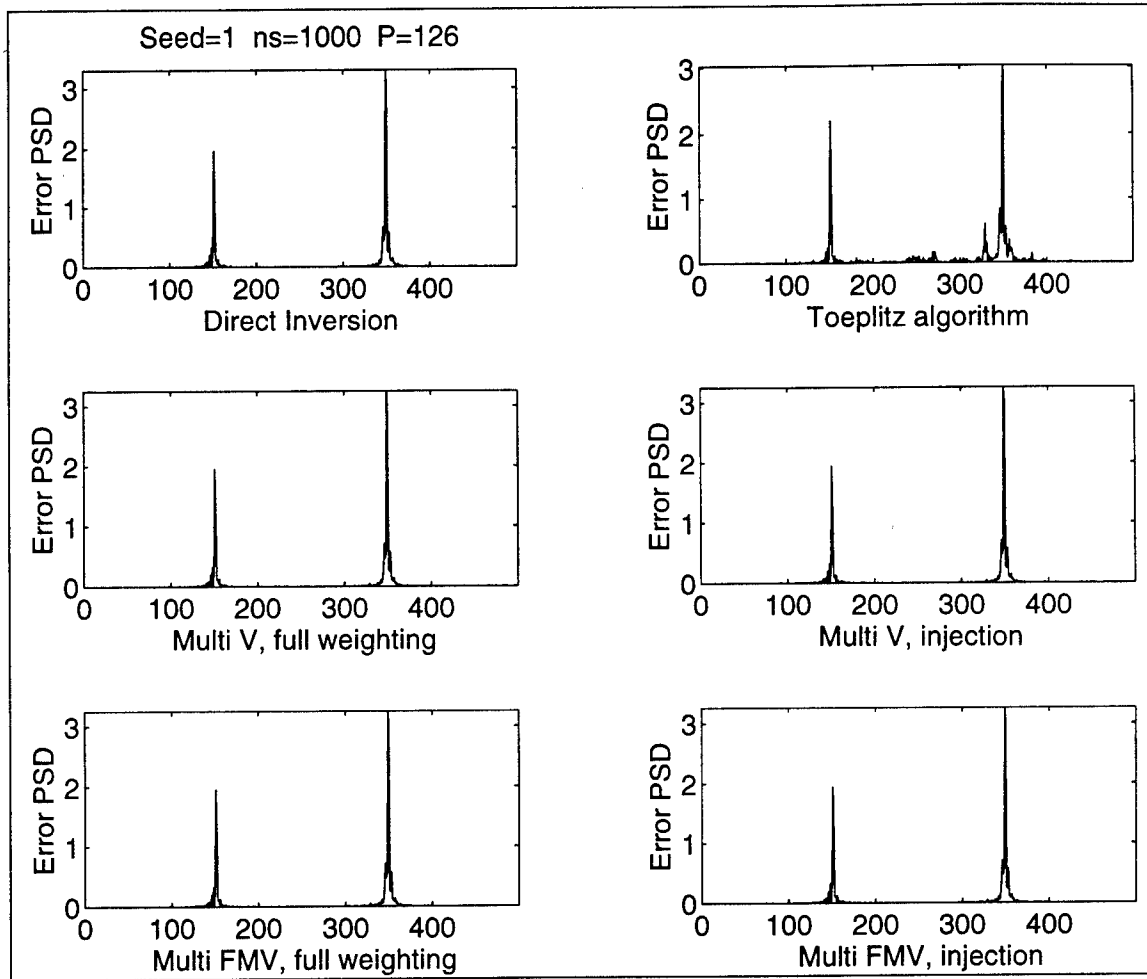 Seed=1 ns=1000 P=126
Error PSD
3
2
1
0
0 100 200 300 400
Direct Inversion
Error PSD
3
2
1
0
0 100 200 300 400
Toeplitz algorithm
Error PSD
3
2
1
0
0 100 200 300 400
Multi V, full weighting
Error PSD
3
2
1
0
0 100 200 300 400
Multi V, injection
Error PSD
3
2
1
0
0 100 200 300 400
Multi FMV, full weighting
Error PSD
3
2
1
0
0 100 200 300 400
Multi FMV, injection